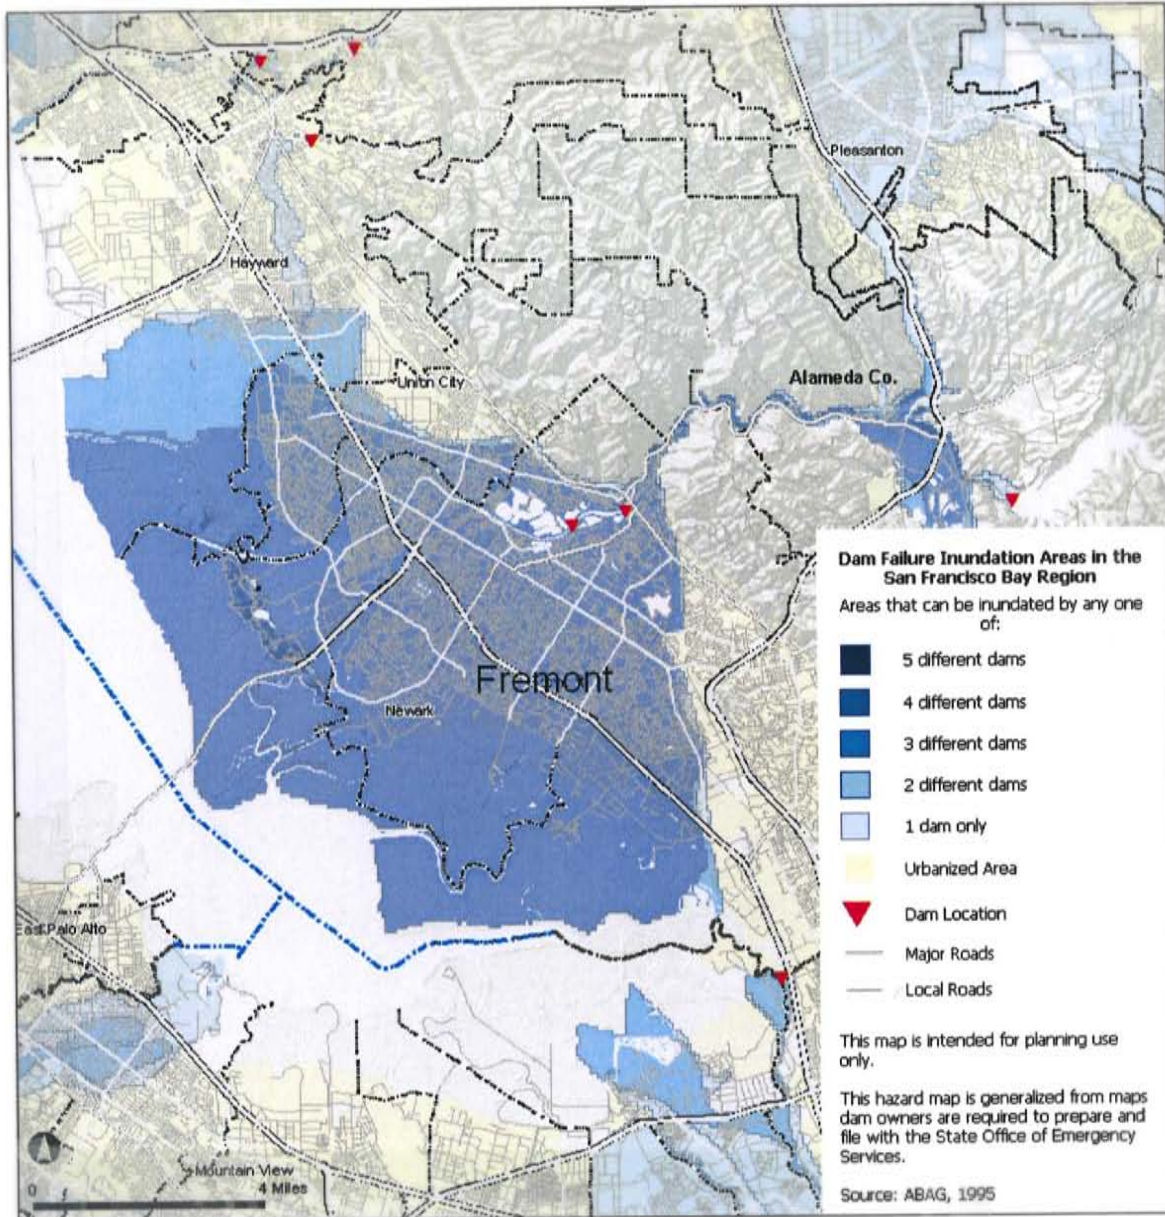 Pleasanton
Hayward
Union City
Alameda Co.
Fremont
Newark
East Palo Alto
Mountain View
0
4 Miles
Dam Failure Inundation Areas in the
San Francisco Bay Region
Areas that can be inundated by any one
of:
5 different dams
4 different dams
3 different dams
2 different dams
1 dam only
Urbanized Area
Dam Location
Major Roads
Local Roads
This map is intended for planning use
only.
This hazard map is generalized from maps
dam owners are required to prepare and
file with the State Office of Emergency
Services.
Source: ABAG, 1995